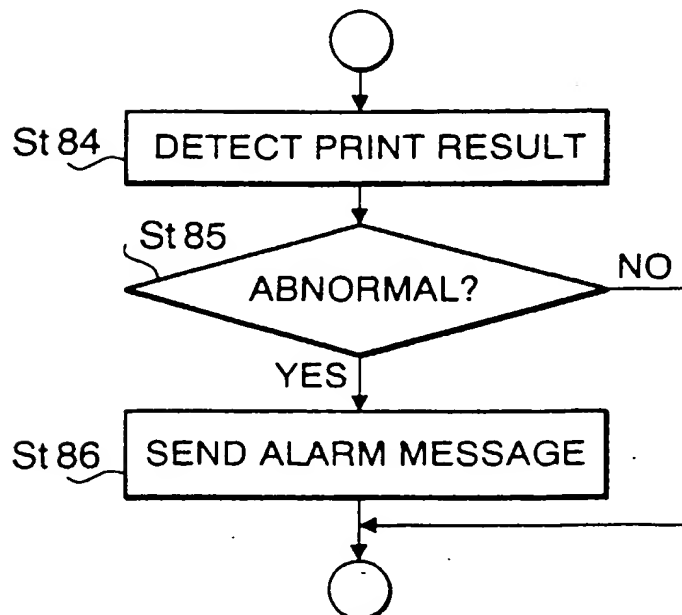 St 84
DETECT PRINT RESULT
St 85
ABNORMAL?
NO
YES
St 86
SEND ALARM MESSAGE